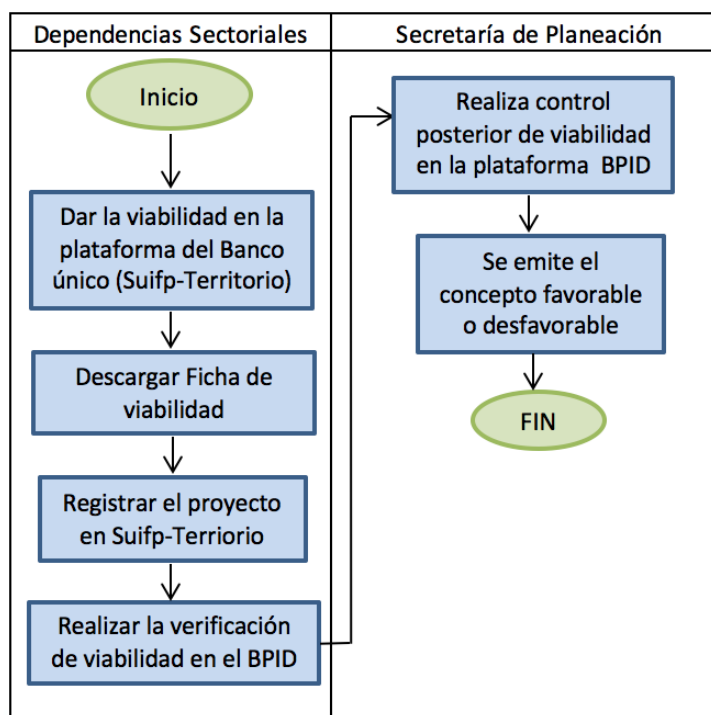 Dependencias Sectoriales
Inicio
Dar la viabilidad en la
plataforma del Banco
único (Suifp-Territorio)
Descargar Ficha de
viabilidad
Registrar el proyecto
en Suifp-Terriorio
Realizar la verificación
de viabilidad en el BPID
Secretaría de Planeación
Realiza control
posterior de viabilidad
en la plataforma BPID
Se emite el
concepto favorable
o desfavorable
FIN